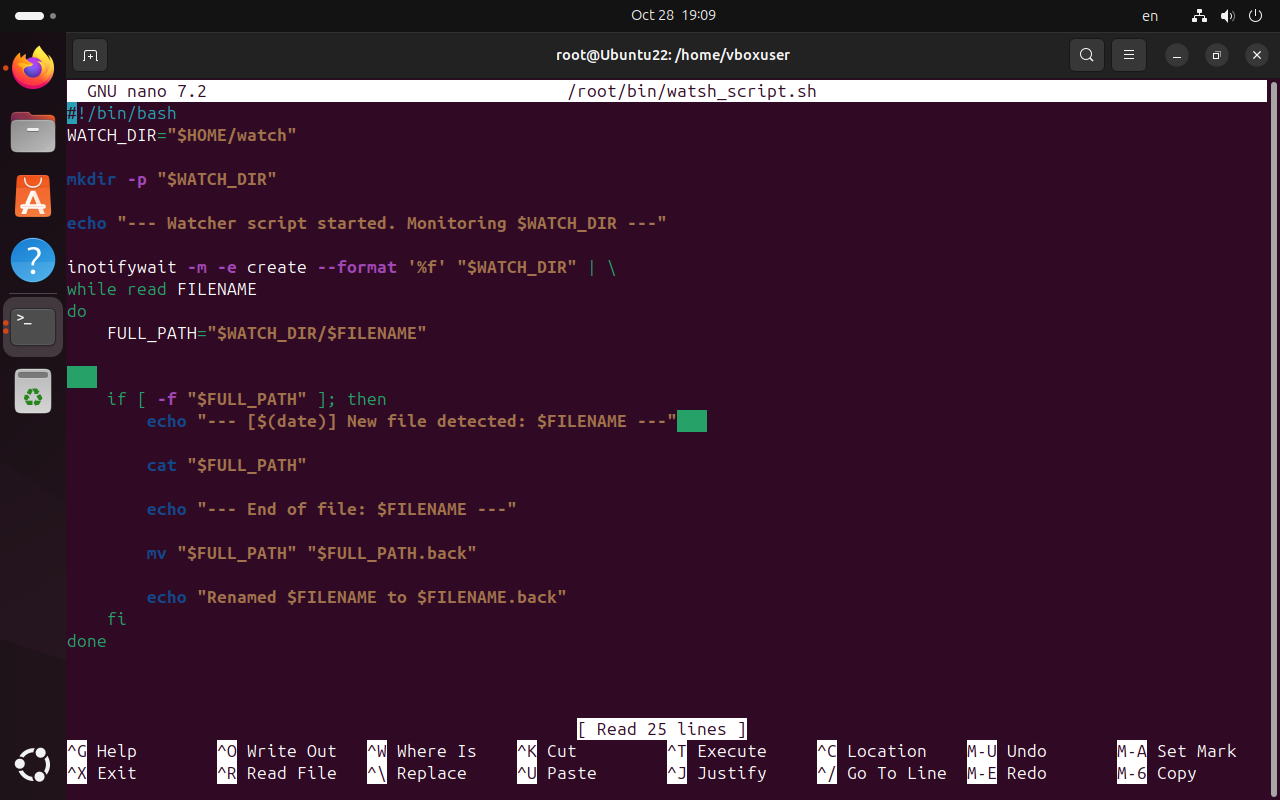 Oct 28 19:09
en
root@Ubuntu22: /home/vboxuser
GNU nano 7.2 /root/bin/watsh_script.sh
#!/bin/bash
WATCH_DIR="$HOME/watch"
mkdir -p "$WATCH_DIR"
echo "--- Watcher script started. Monitoring $WATCH_DIR ---"
inotifywait -m -e create --format '%f' "$WATCH_DIR" | \
while read FILENAME
do
    FULL_PATH="$WATCH_DIR/$FILENAME"
    if [ -f "$FULL_PATH" ]; then
        echo "--- [$(date)] New file detected: $FILENAME ---"
        cat "$FULL_PATH"
        echo "--- End of file: $FILENAME ---"
        mv "$FULL_PATH" "$FULL_PATH.back"
        echo "Renamed $FILENAME to $FILENAME.back"
    fi
done
[ Read 25 lines ]
^G Help ^O Write Out ^W Where Is ^K Cut ^T Execute ^C Location M-U Undo M-A Set Mark
^X Exit ^R Read File ^\ Replace ^U Paste ^J Justify ^/ Go To Line M-E Redo M-6 Copy